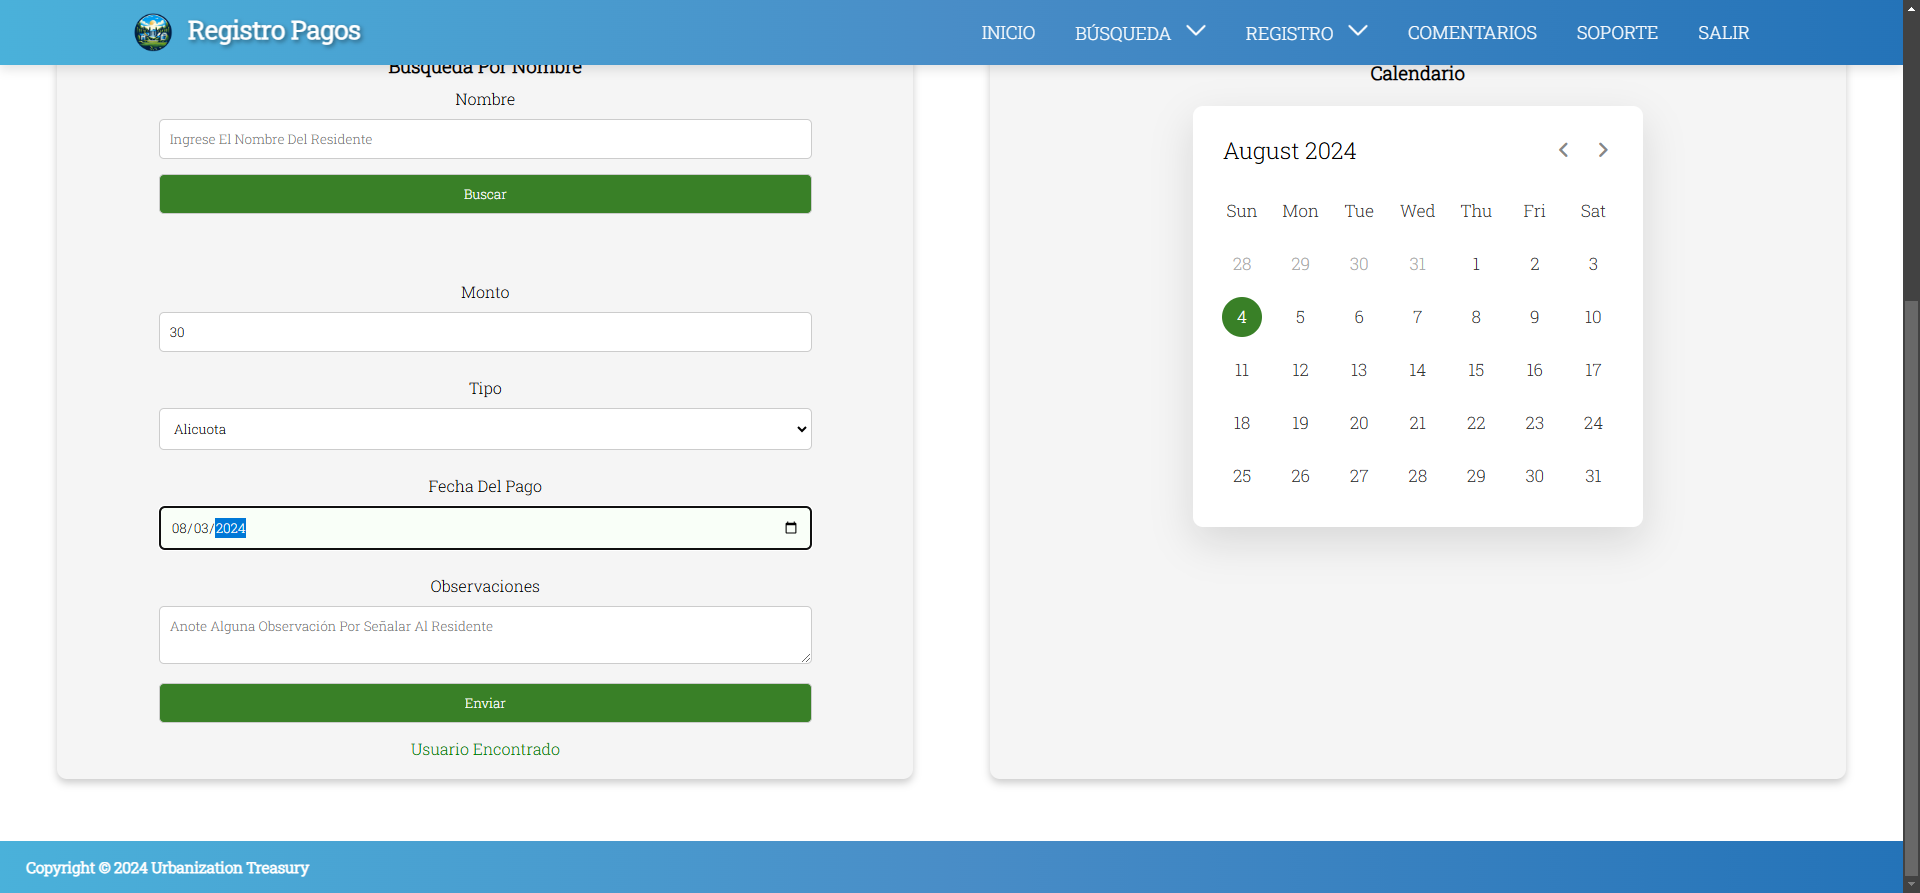 Registro Pagos
INICIO
BÚSQUEDA
REGISTRO
COMENTARIOS
SOPORTE
SALIR
Busqueda Por Nombre
Nombre
Ingrese El Nombre Del Residente
Buscar
Monto
30
Tipo
Alicuota
Fecha Del Pago
08/03/2024
Observaciones
Anote Alguna Observación Por Señalar Al Residente
Enviar
Usuario Encontrado
Calendario
August 2024
Sun Mon Tue Wed Thu Fri Sat
28 29 30 31 1 2 3
4 5 6 7 8 9 10
11 12 13 14 15 16 17
18 19 20 21 22 23 24
25 26 27 28 29 30 31
Copyright © 2024 Urbanization Treasury